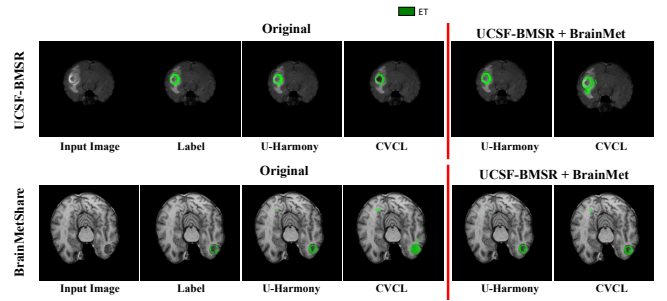 ET
Original
UCSF-BMSR + BrainMet
UCSF-BMSR
Input Image
Label
U-Harmony
CVCL
U-Harmony
CVCL
Original
UCSF-BMSR + BrainMet
BrainMetShare
Input Image
Label
U-Harmony
CVCL
U-Harmony
CVCL